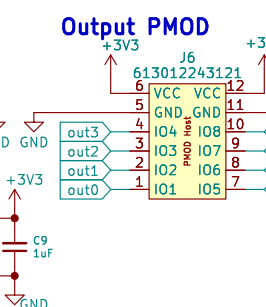 Output PMOD
+3V3
+3
J6
613012243121
6 VCC VCC 12
5 GND GND 11
out3 4 IO4 IO8 10
out2 3 IO3 IO7 9
out1 2 IO2 IO6 8
out0 1 IO1 IO5 7
PMOD Host
D
GND
+3V3
C9
1uF
GND